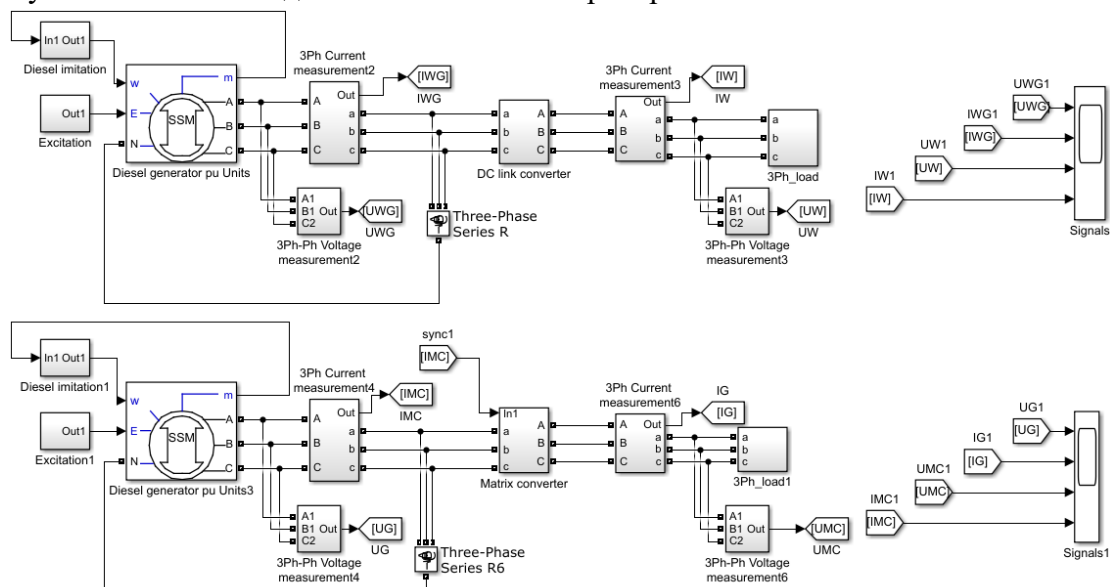 In1 Out1
Diesel imitation
Out1
Excitation
w
E
N
m
SSM
A
B
C
Diesel generator pu Units
3Ph Current
measurement2
A
B
C
Out
a
b
c
[IWG]
IWG
A1
B1 Out
C2
3Ph-Ph Voltage
measurement2
[UWG]
UWG
Three-Phase
Series R
a
b
c
A
B
C
DC link converter
3Ph Current
measurement3
A
B
C
Out
a
b
c
[IW]
IW
a
b
c
3Ph_load
A1
B1 Out
C2
3Ph-Ph Voltage
measurement3
[UW]
UW
UWG1
[UWG]
IWG1
[IWG]
UW1
[UW]
IW1
[IW]
Signals
In1 Out1
Diesel imitation1
Out1
Excitation1
w
E
N
m
SSM
A
B
C
Diesel generator pu Units3
3Ph Current
measurement4
A
B
C
Out
a
b
c
[IMC]
IMC
A1
B1 Out
C2
3Ph-Ph Voltage
measurement4
[UG]
UG
Three-Phase
Series R6
sync1
[IMC]
In1
a
b
c
A
B
C
Matrix converter
3Ph Current
measurement6
A
B
C
Out
a
b
c
IG
[IG]
a
b
c
3Ph_load1
A1
B1 Out
C2
3Ph-Ph Voltage
measurement6
[UMC]
UMC
UG1
[UG]
IG1
[IG]
UMC1
[UMC]
IMC1
[IMC]
Signals1